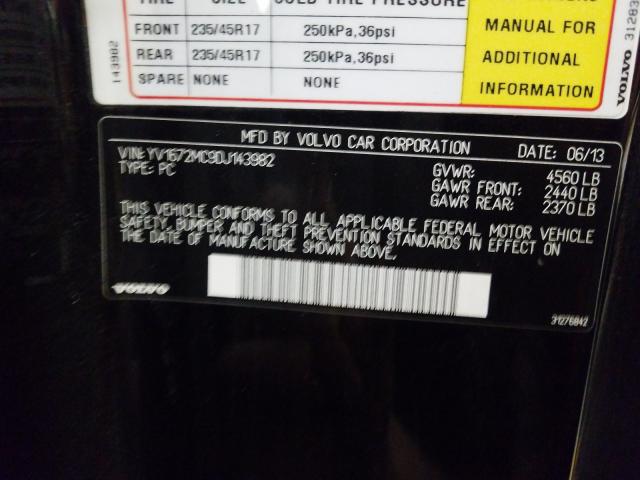 TIRE SIZE COLD TIRE PRESSURE
FRONT 235/45R17 250kPa,36psi
REAR 235/45R17 250kPa,36psi
SPARE NONE NONE
MANUAL FOR
ADDITIONAL
INFORMATION
143982
VOLVO 31283
MFD BY VOLVO CAR CORPORATION DATE: 06/13
VIN: YV1672MC9DJ143982
TYPE: PC
GVWR: 4560 LB
GAWR FRONT: 2440 LB
GAWR REAR: 2370 LB
THIS VEHICLE CONFORMS TO ALL APPLICABLE FEDERAL MOTOR VEHICLE
SAFETY, BUMPER AND THEFT PREVENTION STANDARDS IN EFFECT ON
THE DATE OF MANUFACTURE SHOWN ABOVE.
VOLVO
31276842